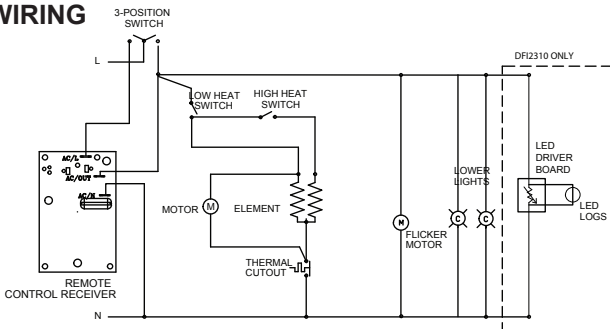 WIRING
3-POSITION
SWITCH
L
DFI2310 ONLY
LOW HEAT
SWITCH
HIGH HEAT
SWITCH
AC/L
AC/OUT
AC/N
LED
DRIVER
BOARD
LOWER
LIGHTS
MOTOR
M
ELEMENT
M
C
C
LED
LOGS
FLICKER
MOTOR
THERMAL
CUTOUT
REMOTE
CONTROL RECEIVER
N